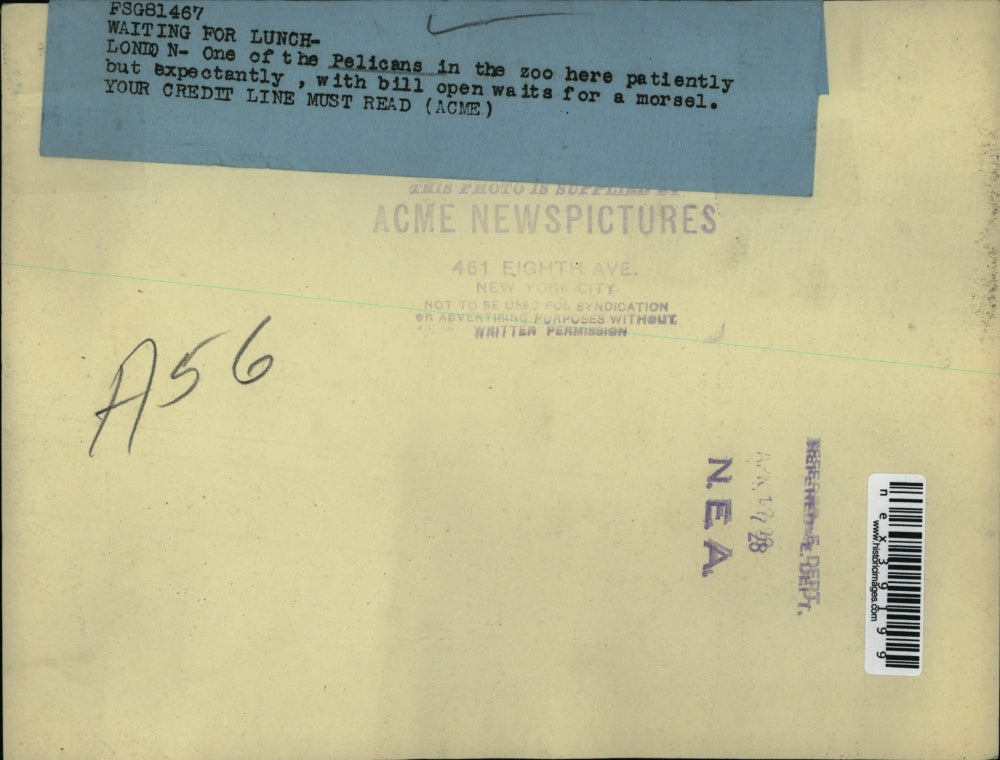 FSG81467
WAITING FOR LUNCH-
LONDO N- One of the Pelicans in the zoo here patiently
but expectantly , with bill open waits for a morsel.
YOUR CREDIT LINE MUST READ (ACME)
THIS PHOTO IS SUPPLIED BY
ACME NEWSPICTURES
461 EIGHTH AVE.
NEW YORK CITY
NOT TO BE USED FOR SYNDICATION
OR ADVERTISING PURPOSES WITHOUT
WRITTEN PERMISSION
A56
N. E. A.
28
DEPT.
nex39199
www.historicimages.com